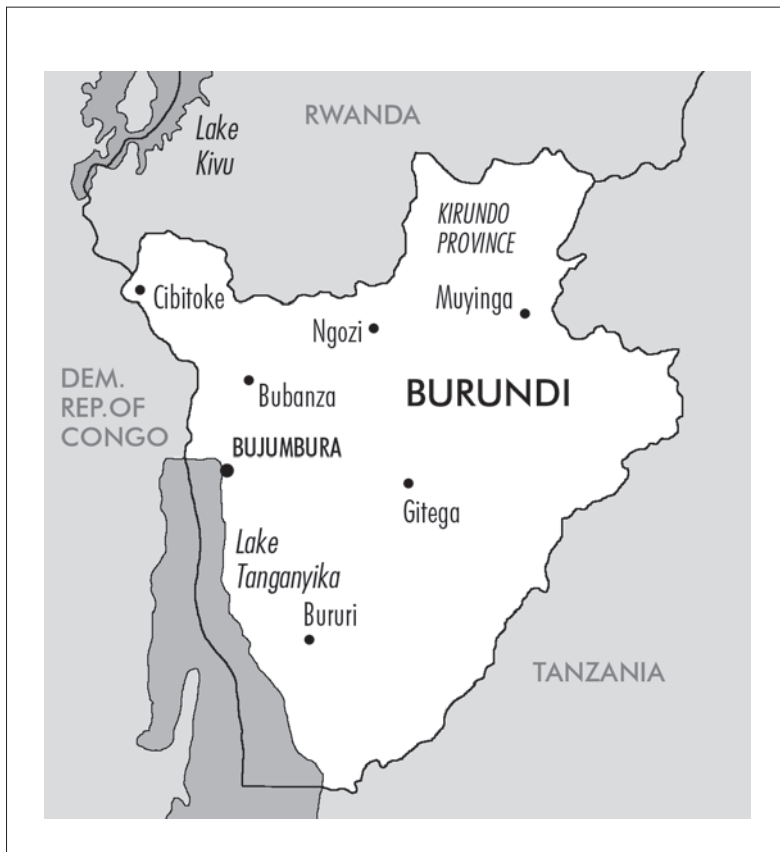 RWANDA
Lake
Kivu
KIRUNDO
PROVINCE
Cibitoke
Muyinga
Ngozi
DEM.
REP.OF
CONGO
Bubanza
BURUNDI
BUJUMBURA
Gitega
Lake
Tanganyika
Bururi
TANZANIA